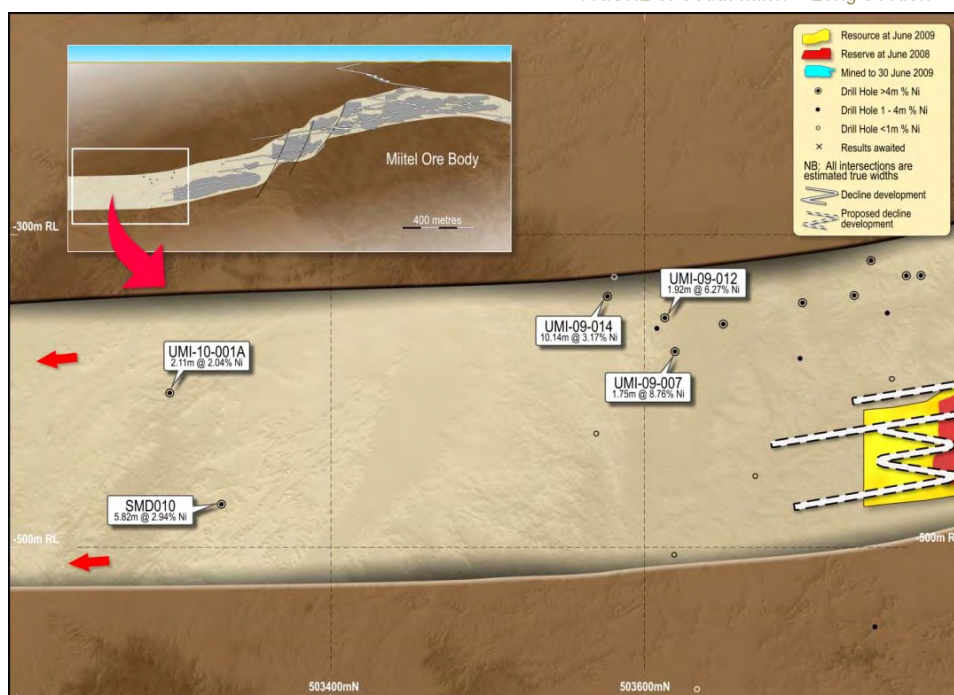 Resource at June 2009
Reserve at June 2008
Mined to 30 June 2009
Drill Hole >4m % Ni
Drill Hole 1 - 4m % Ni
Drill Hole <1m % Ni
Results awaited
NB; All intersections are
estimated true widths
Decline development
Proposed decline
development
Miitel Ore Body
400 metres
-300m RL
UMI-09-012
1.92m @ 6.27% Ni
UMI-09-014
10.14m @ 3.17% Ni
UMI-10-001A
2.11m @ 2.04% Ni
UMI-09-007
1.75m @ 8.76% Ni
SMD010
5.82m @ 2.94% Ni
-500m RL
-500m RL
503400mN
503600mN